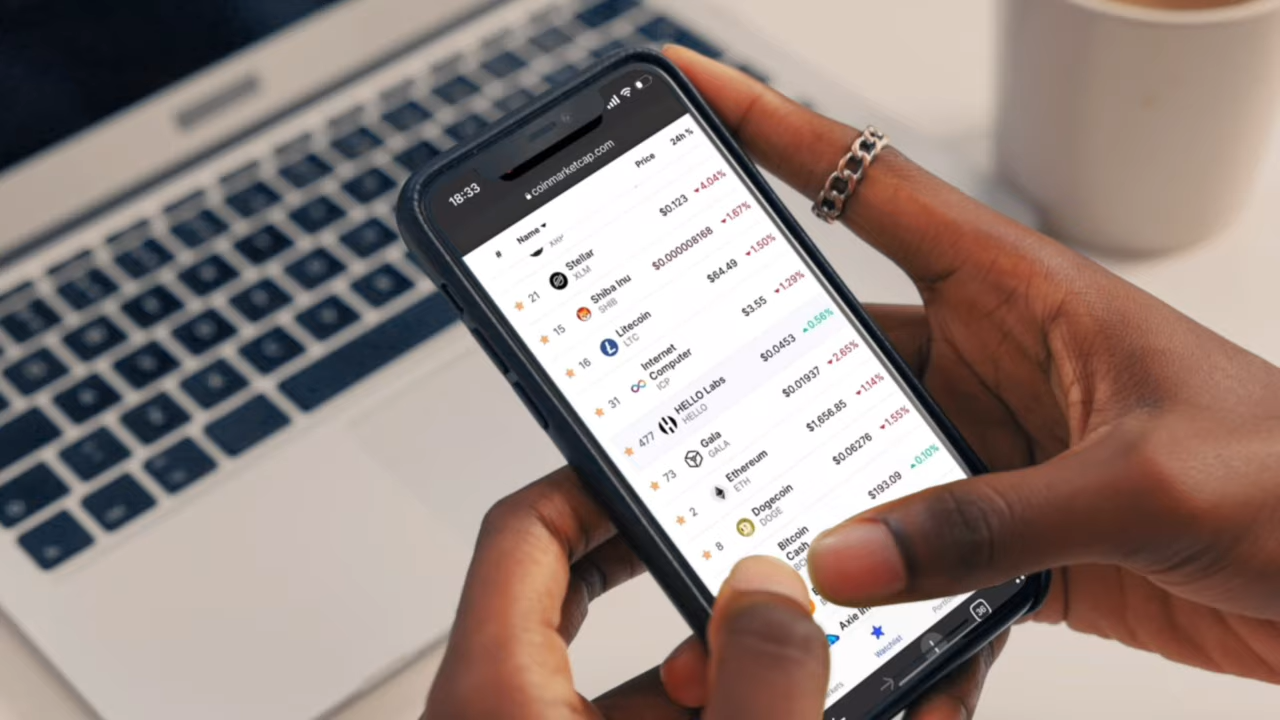 18:33
coinmarketcap.com
# Name Price 24h %
21 Stellar $0.123 4.04%
XLM
15 Shiba Inu $0.000008168 1.67%
SHIB
16 Litecoin $64.49 1.50%
LTC
31 Internet Computer $3.55 1.29%
ICP
477 HELLO Labs $0.0453 0.56%
HELLO
73 Gala $0.01937 2.65%
GALA
2 Ethereum $1,656.85 1.14%
ETH
8 Dogecoin $0.06276 1.55%
DOGE
Bitcoin Cash $193.09 0.10%
Axie
Watchlist
36